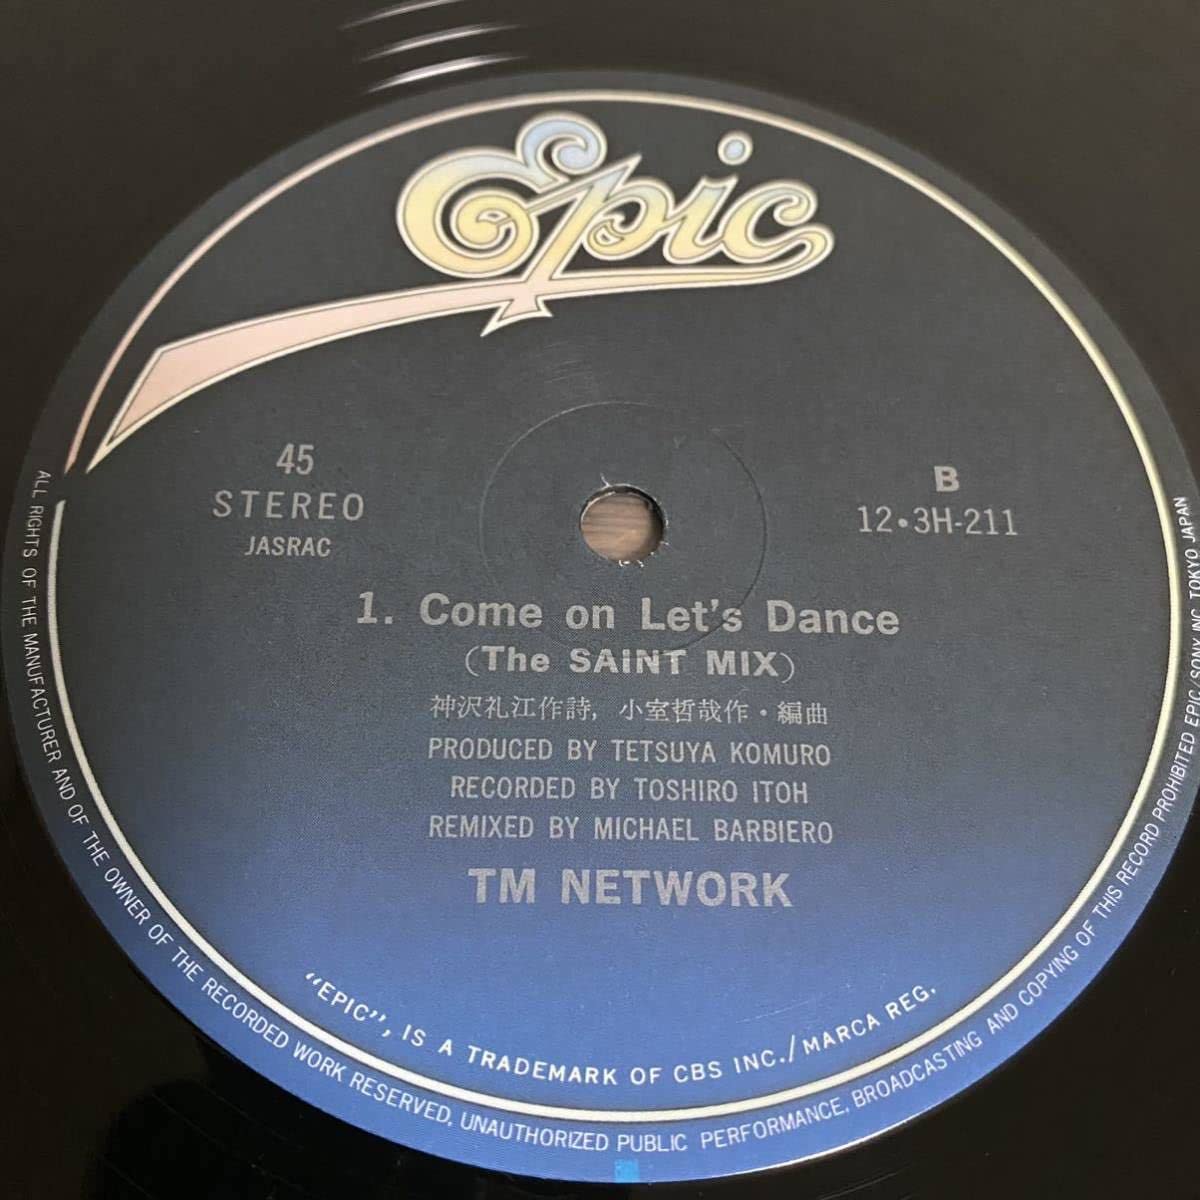 Epic
45
STEREO
JASRAC
B
12・3H-211
1. Come on Let's Dance
(The SAINT MIX)
神沢礼江作詩, 小室哲哉作・編曲
PRODUCED BY TETSUYA KOMURO
RECORDED BY TOSHIRO ITOH
REMIXED BY MICHAEL BARBIERO
TM NETWORK
"EPIC", IS A TRADEMARK OF CBS INC./MARCA REG.
ALL RIGHTS OF THE MANUFACTURER AND OF THE OWNER OF THE RECORDED WORK RESERVED, UNAUTHORIZED PUBLIC PERFORMANCE, BROADCASTING AND COPYING OF THIS RECORD PROHIBITED EPIC/SONY INC. TOKYO JAPAN